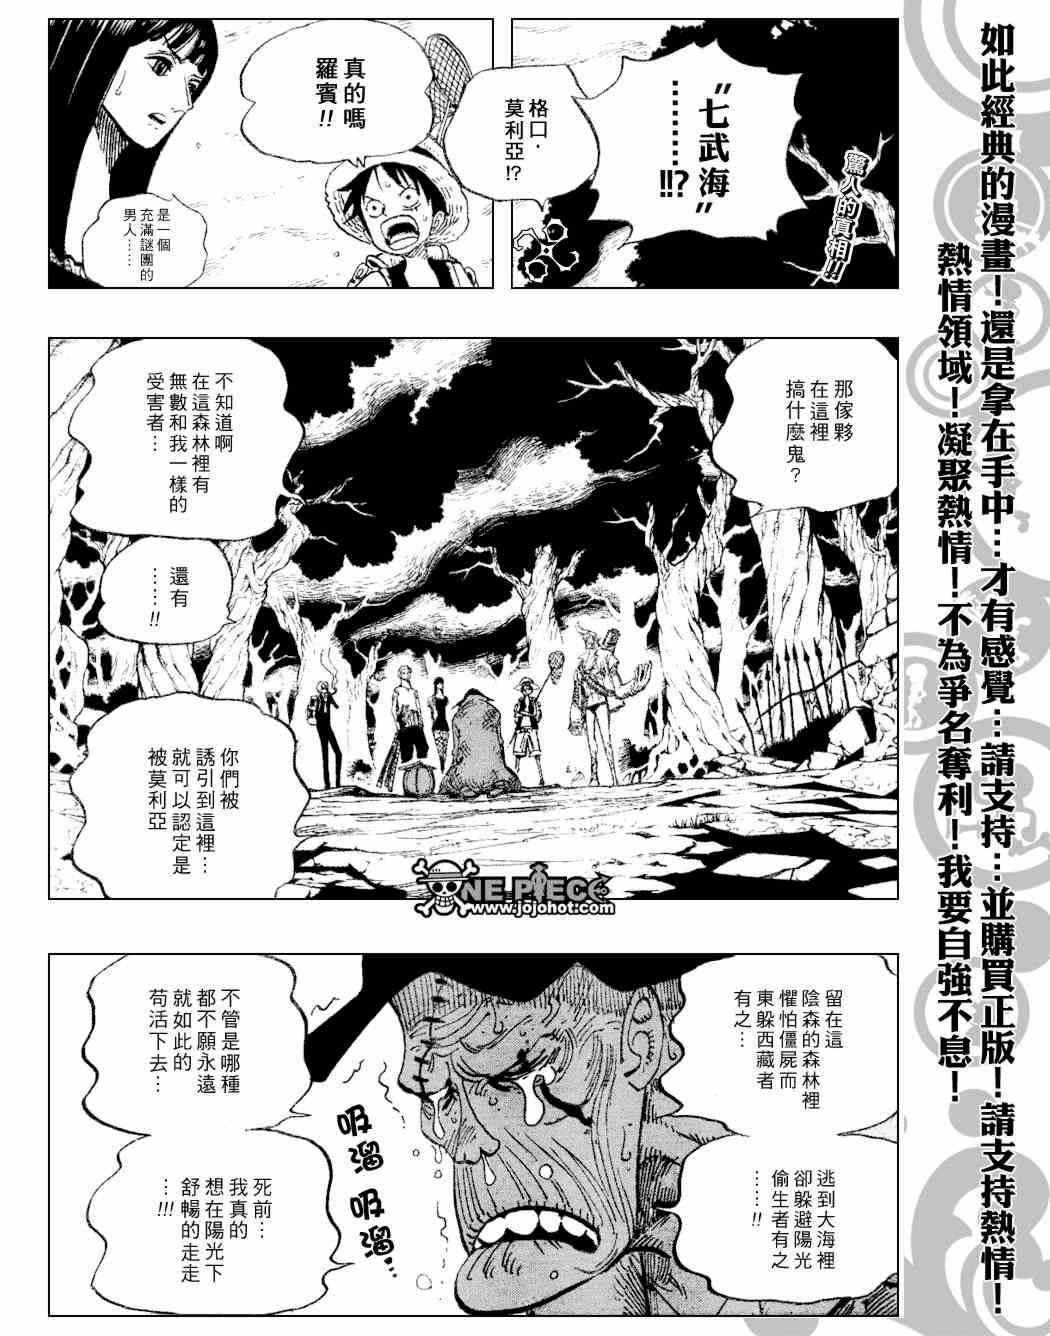 "七武海"
………!!?
驚人的真相!!
格口．
莫利亞!?
真的嗎
羅賓!!
是一個
充滿謎團的
男人……
那傢夥
在這裡
搞什麼鬼？
不知道啊
在這森林裡有
無數和我一樣的
受害者…
還有
……!!
你們被
誘引到這裡…
就可以認定是
被莫利亞
留在這
陰森的森林裡
懼怕僵屍而
東躲西藏者
有之…
逃到大海裡
卻躲避陽光
偷生者有之
……!!
不管是哪種
都不願永遠
就如此的
苟活下去…
死前…
我真的
想在陽光下
舒暢的走走
…!!!
吸溜
吸溜…
ONE PIECE
www.jojohot.com
如此經典的漫畫！還是拿在手中…才有感覺…請支持…並購買正版！請支持熱情！
熱情領域！凝聚熱情！不為爭名奪利！我要自強不息！